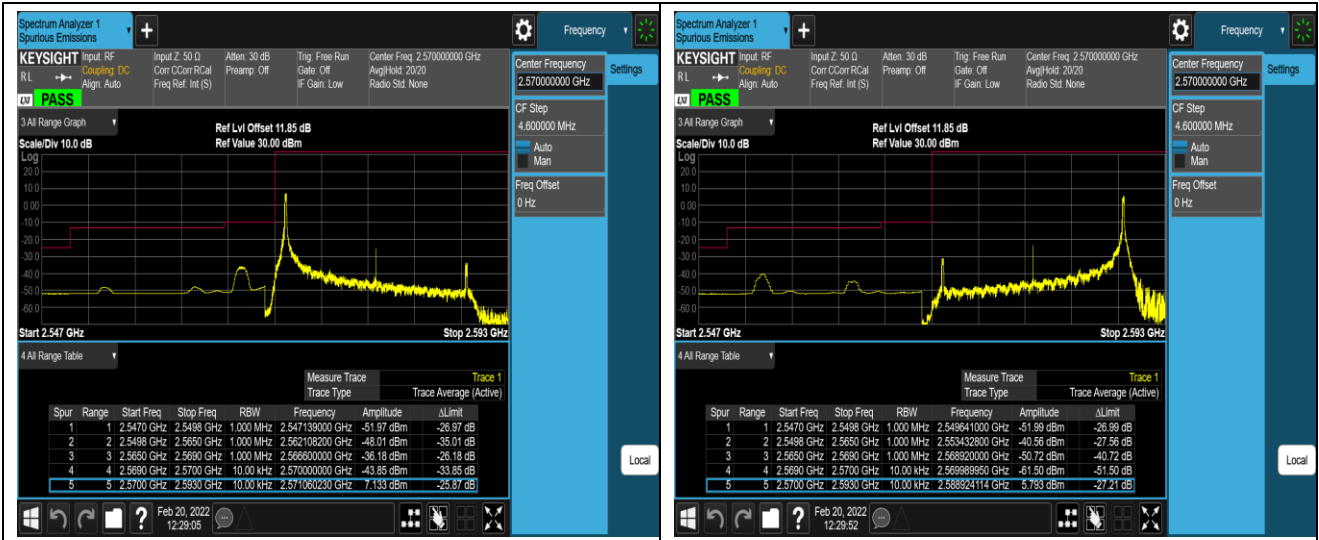 Spectrum Analyzer 1
Spurious Emissions
Frequency
KEYSIGHT
Input: RF
Coupling: DC
Align: Auto
Input Z: 50 Ω
Corr CCorr RCal
Freq Ref: Int (S)
Atten: 30 dB
Preamp: Off
Trig: Free Run
Gate: Off
IF Gain: Low
Center Freq: 2.570000000 GHz
Avg|Hold: 20/20
Radio Std: None
RL
LXI
PASS
Center Frequency
2.570000000 GHz
Settings
CF Step
4.600000 MHz
Auto
Man
Freq Offset
0 Hz
3 All Range Graph
Ref Lvl Offset 11.85 dB
Scale/Div 10.0 dB
Ref Value 30.00 dBm
Log
20.0
10.0
0.00
-10.0
-20.0
-30.0
-40.0
-50.0
-60.0
Start 2.547 GHz
Stop 2.593 GHz
4 All Range Table
Measure Trace Trace 1
Trace Type Trace Average (Active)
Spur Range Start Freq Stop Freq RBW Frequency Amplitude ΔLimit
1 1 2.5470 GHz 2.5498 GHz 1.000 MHz 2.547139000 GHz -51.97 dBm -26.97 dB
2 2 2.5498 GHz 2.5650 GHz 1.000 MHz 2.562108200 GHz -48.01 dBm -35.01 dB
3 3 2.5650 GHz 2.5690 GHz 1.000 MHz 2.566600000 GHz -36.18 dBm -26.18 dB
4 4 2.5690 GHz 2.5700 GHz 10.00 kHz 2.570000000 GHz -43.85 dBm -33.85 dB
5 5 2.5700 GHz 2.5930 GHz 10.00 kHz 2.571060230 GHz 7.133 dBm -25.87 dB
Local
?
Feb 20, 2022
12:29:05
Spectrum Analyzer 1
Spurious Emissions
Frequency
KEYSIGHT
Input: RF
Coupling: DC
Align: Auto
Input Z: 50 Ω
Corr CCorr RCal
Freq Ref: Int (S)
Atten: 30 dB
Preamp: Off
Trig: Free Run
Gate: Off
IF Gain: Low
Center Freq: 2.570000000 GHz
Avg|Hold: 20/20
Radio Std: None
RL
LXI
PASS
Center Frequency
2.570000000 GHz
Settings
CF Step
4.600000 MHz
Auto
Man
Freq Offset
0 Hz
3 All Range Graph
Ref Lvl Offset 11.85 dB
Scale/Div 10.0 dB
Ref Value 30.00 dBm
Log
20.0
10.0
0.00
-10.0
-20.0
-30.0
-40.0
-50.0
-60.0
Start 2.547 GHz
Stop 2.593 GHz
4 All Range Table
Measure Trace Trace 1
Trace Type Trace Average (Active)
Spur Range Start Freq Stop Freq RBW Frequency Amplitude ΔLimit
1 1 2.5470 GHz 2.5498 GHz 1.000 MHz 2.549641000 GHz -51.99 dBm -26.99 dB
2 2 2.5498 GHz 2.5650 GHz 1.000 MHz 2.553432800 GHz -40.56 dBm -27.56 dB
3 3 2.5650 GHz 2.5690 GHz 1.000 MHz 2.568920000 GHz -50.72 dBm -40.72 dB
4 4 2.5690 GHz 2.5700 GHz 10.00 kHz 2.569989950 GHz -61.50 dBm -51.50 dB
5 5 2.5700 GHz 2.5930 GHz 10.00 kHz 2.588924114 GHz 5.793 dBm -27.21 dB
Local
?
Feb 20, 2022
12:29:52